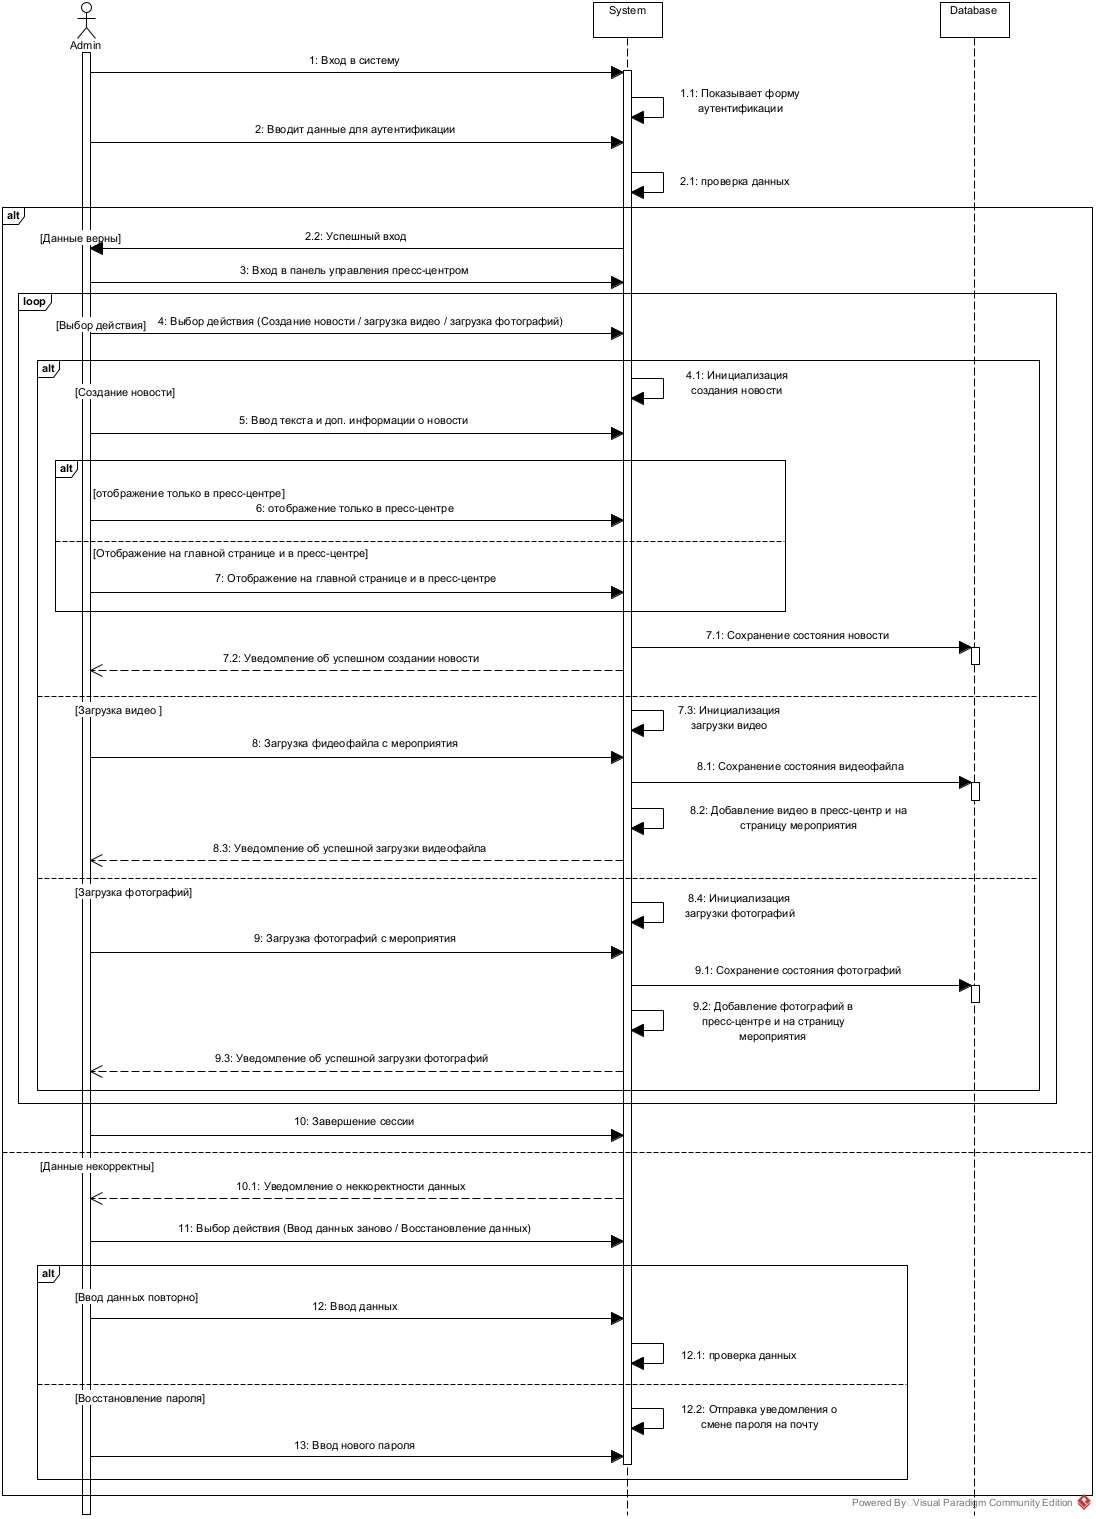 System
Database
Admin
1: Вход в систему
1.1: Показывает форму
аутентификации
2: Вводит данные для аутентификации
2.1: проверка данных
alt
[Данные верны]
2.2: Успешный вход
3: Вход в панель управления пресс-центром
loop
[Выбор действия]
4: Выбор действия (Создание новости / загрузка видео / загрузка фотографий)
alt
4.1: Инициализация
создания новости
[Создание новости]
5: Ввод текста и доп. информации о новости
alt
[отображение только в пресс-центре]
6: отображение только в пресс-центре
[Отображение на главной странице и в пресс-центре]
7: Отображение на главной странице и в пресс-центре
7.1: Сохранение состояния новости
7.2: Уведомление об успешном создании новости
[Загрузка видео ]
7.3: Инициализация
загрузки видео
8: Загрузка фидеофайла с мероприятия
8.1: Сохранение состояния видеофайла
8.2: Добавление видео в пресс-центр и на
страницу мероприятия
8.3: Уведомление об успешной загрузки видеофайла
[Загрузка фотографий]
8.4: Инициализация
загрузки фотографий
9: Загрузка фотографий с мероприятия
9.1: Сохранение состояния фотографий
9.2: Добавление фотографий в
пресс-центре и на страницу
мероприятия
9.3: Уведомление об успешной загрузки фотографий
10: Завершение сессии
[Данные некорректны]
10.1: Уведомление о неккоретности данных
11: Выбор действия (Ввод данных заново / Восстановление данных)
alt
[Ввод данных повторно]
12: Ввод данных
12.1: проверка данных
[Восстановление пароля]
12.2: Отправка уведомления о
смене пароля на почту
13: Ввод нового пароля
Powered By Visual Paradigm Community Edition